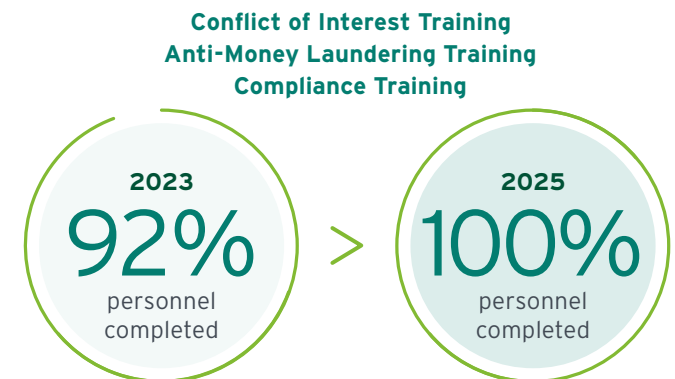 Conflict of Interest Training
Anti-Money Laundering Training
Compliance Training
2023
92%
personnel
completed
>
2025
100%
personnel
completed